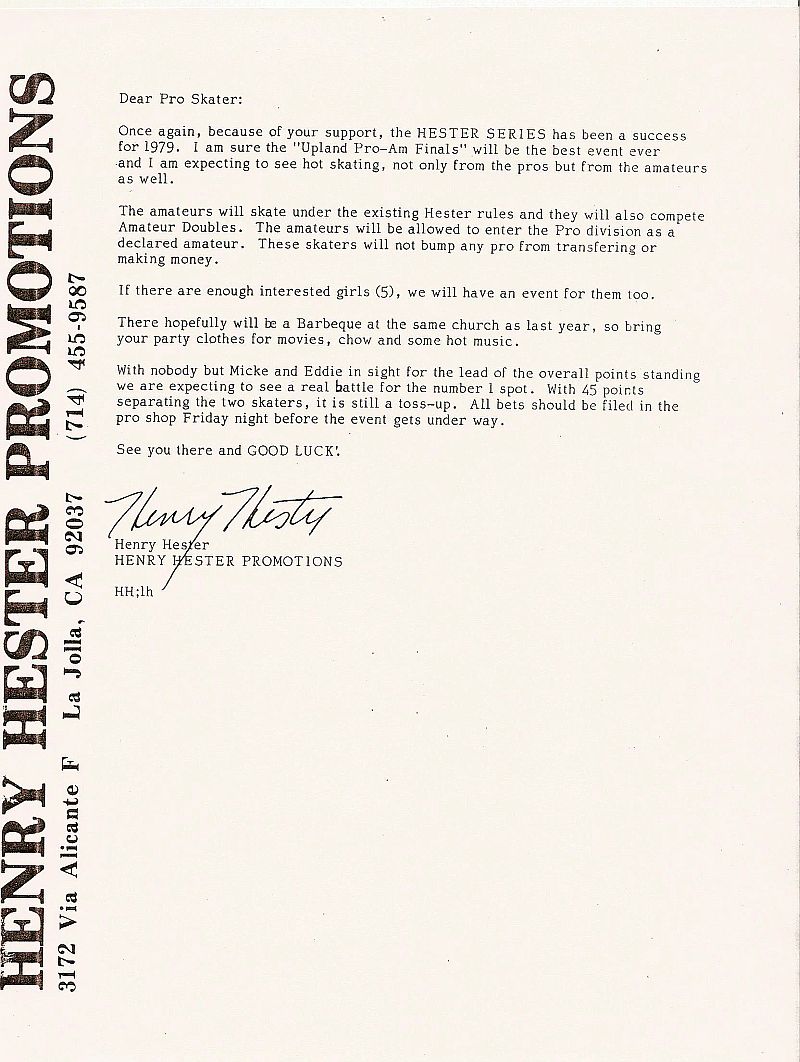 HENRY HESTER PROMOTIONS
3172 Via Alicante F La Jolla, CA 92037 (714) 455-9587
Dear Pro Skater:
Once again, because of your support, the HESTER SERIES has been a success
for 1979. I am sure the "Upland Pro-Am Finals" will be the best event ever
and I am expecting to see hot skating, not only from the pros but from the amateurs
as well.
The amateurs will skate under the existing Hester rules and they will also compete
Amateur Doubles. The amateurs will be allowed to enter the Pro division as a
declared amateur. These skaters will not bump any pro from transfering or
making money.
If there are enough interested girls (5), we will have an event for them too.
There hopefully will be a Barbeque at the same church as last year, so bring
your party clothes for movies, chow and some hot music.
With nobody but Micke and Eddie in sight for the lead of the overall points standing
we are expecting to see a real battle for the number 1 spot. With 45 points
separating the two skaters, it is still a toss-up. All bets should be filed in the
pro shop Friday night before the event gets under way.
See you there and GOOD LUCK!
Henry Hester
Henry Hester
HENRY HESTER PROMOTIONS
HH;lh